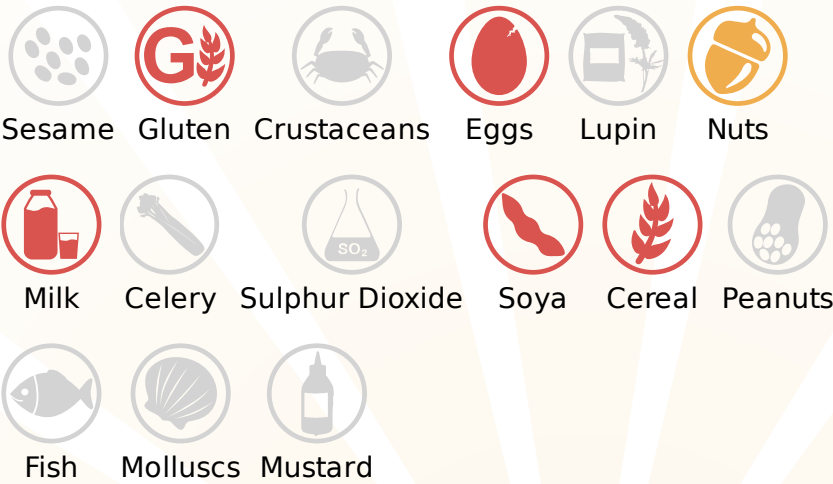 G
Sesame Gluten Crustaceans Eggs Lupin Nuts
SO₂
Milk Celery Sulphur Dioxide Soya Cereal Peanuts
Fish Molluscs Mustard